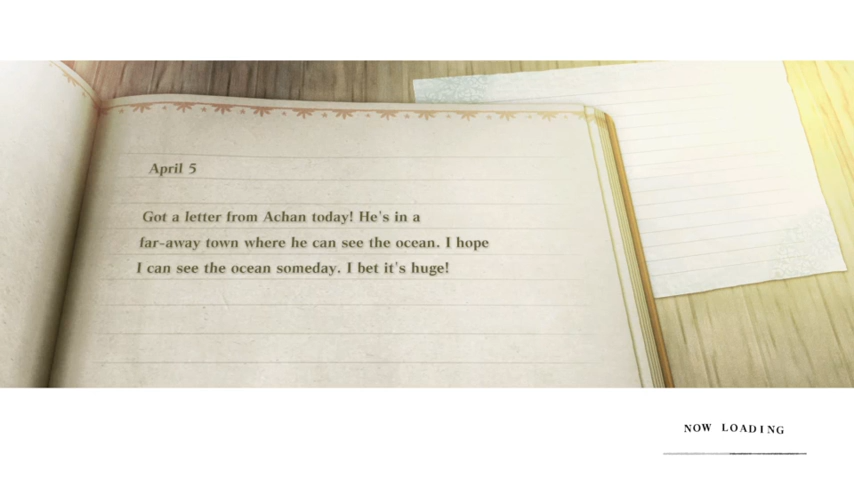 April 5
Got a letter from Achan today! He's in a
far-away town where he can see the ocean. I hope
I can see the ocean someday. I bet it's huge!
NOW LOADING